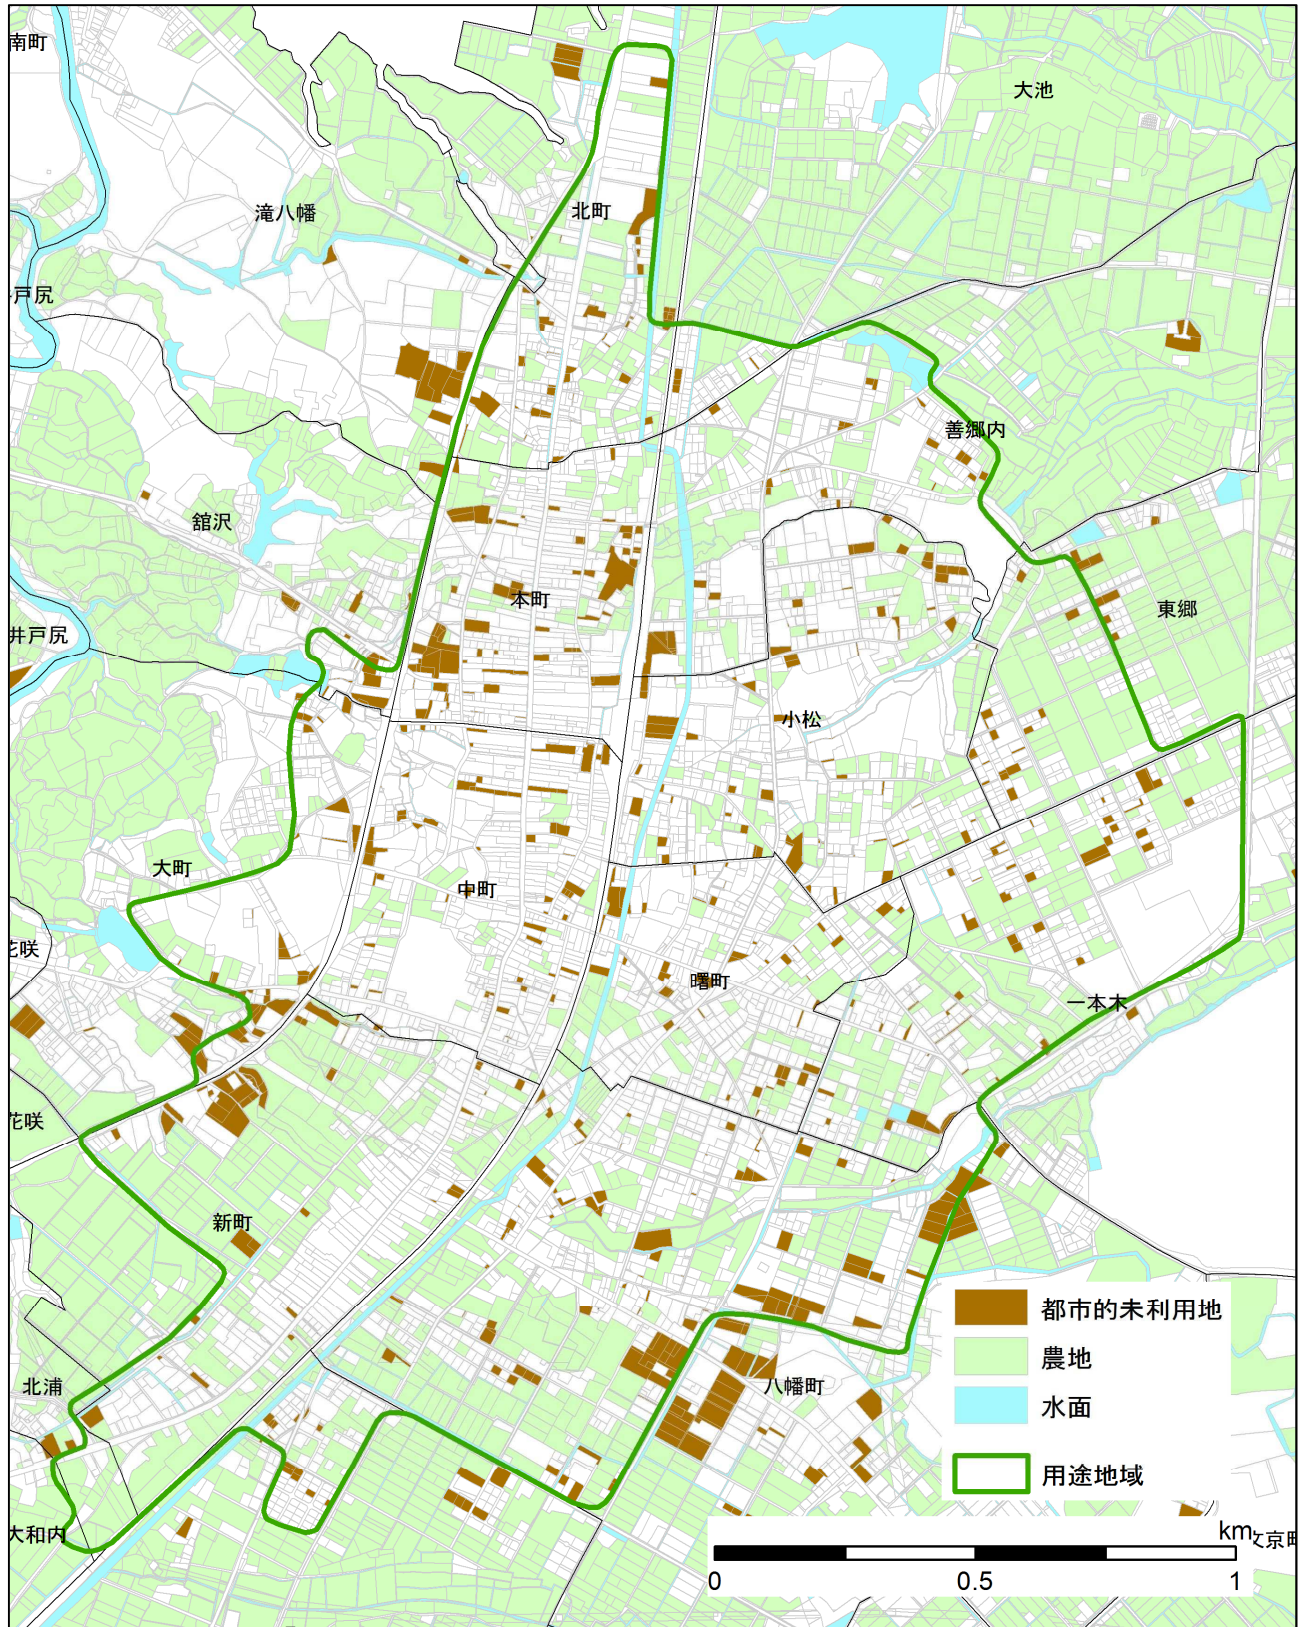 南町
大池
滝八幡
北町
戸尻
善郷内
舘沢
本町
東郷
井戸尻
小松
大町
中町
花咲
曙町
一本木
花咲
新町
都市的未利用地
農地
北浦
八幡町
水面
用途地域
大和内
km
文京町
0
0.5
1